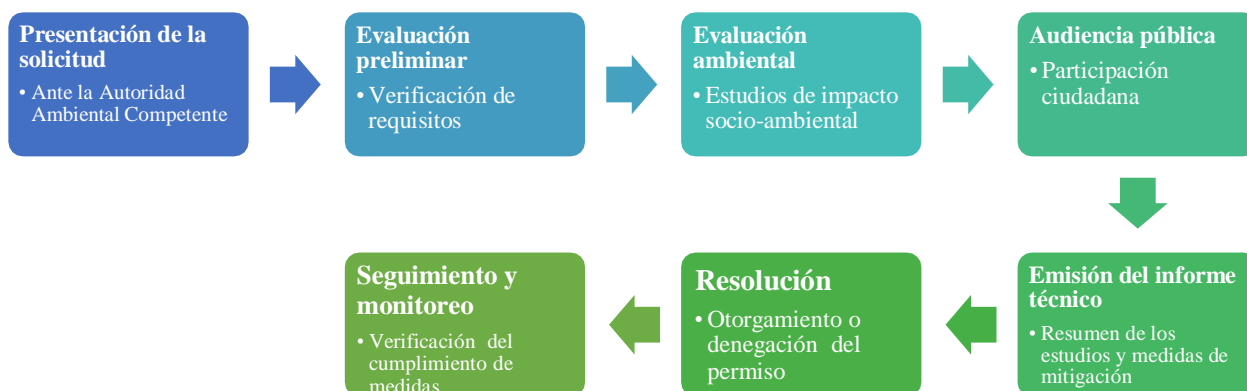 Presentación de la
solicitud
• Ante la Autoridad
Ambiental Competente
Evaluación
preliminar
• Verificación de
requisitos
Evaluación
ambiental
• Estudios de impacto
socio-ambiental
Audiencia pública
• Participación
ciudadana
Emisión del informe
técnico
• Resumen de los
estudios y medidas de
mitigación
Resolución
• Otorgamiento o
denegación del
permiso
Seguimiento y
monitoreo
• Verificación del
cumplimiento de
medidas